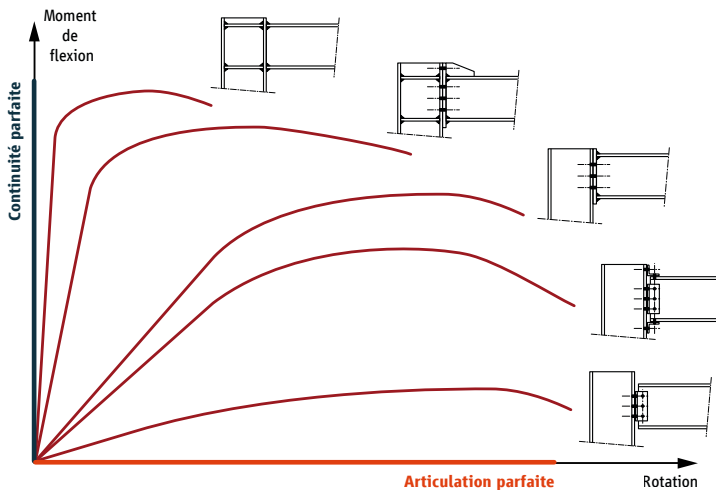 Moment
de
flexion
Continuité parfaite
Articulation parfaite
Rotation